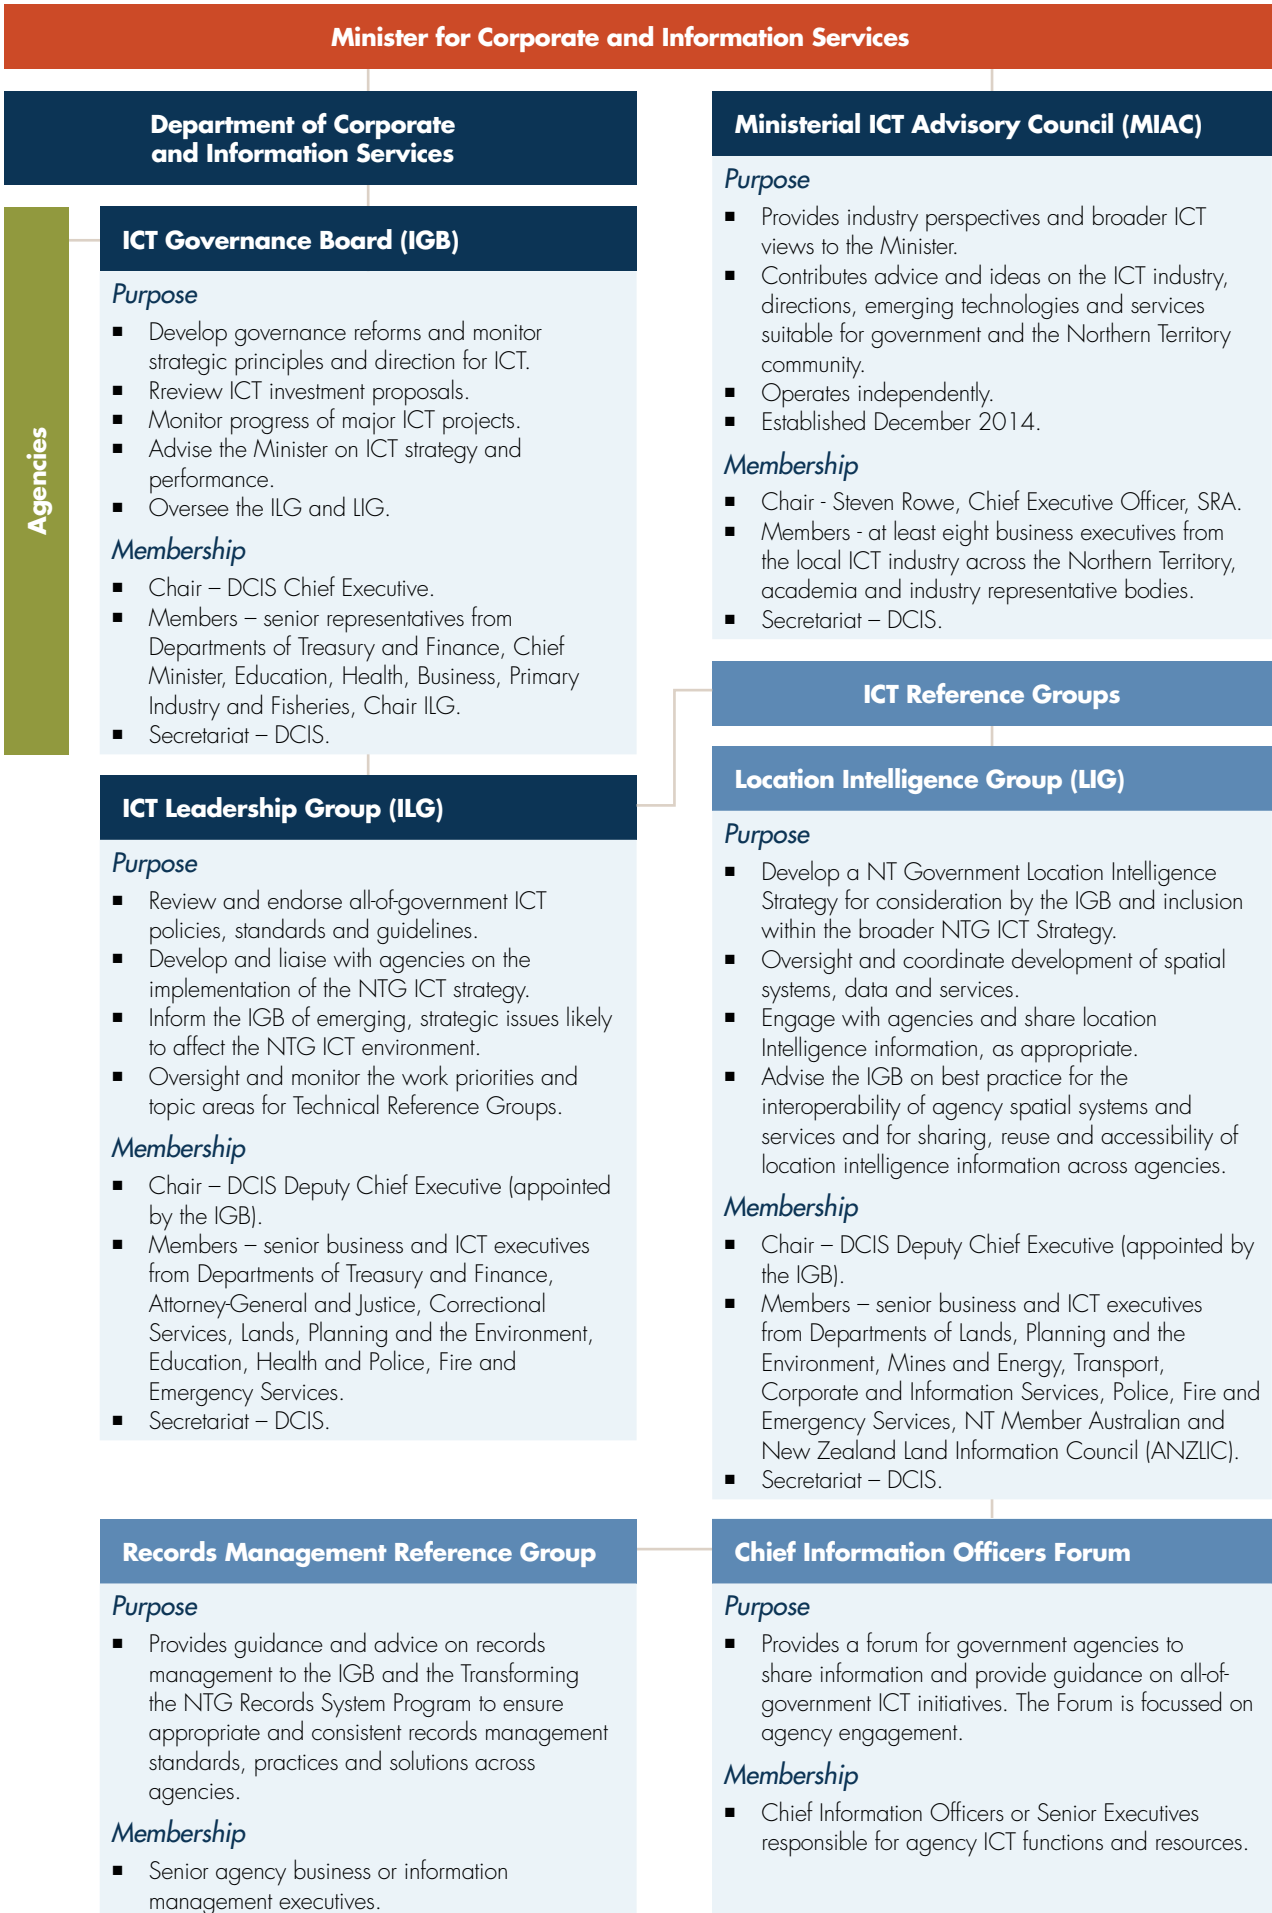 Minister for Corporate and Information Services
Department of Corporate
and Information Services
Agencies
ICT Governance Board (IGB)
Purpose
▪ Develop governance reforms and monitor
strategic principles and direction for ICT.
▪ Rreview ICT investment proposals.
▪ Monitor progress of major ICT projects.
▪ Advise the Minister on ICT strategy and
performance.
▪ Oversee the ILG and LIG.
Membership
▪ Chair – DCIS Chief Executive.
▪ Members – senior representatives from
Departments of Treasury and Finance, Chief
Minister, Education, Health, Business, Primary
Industry and Fisheries, Chair ILG.
▪ Secretariat – DCIS.
ICT Leadership Group (ILG)
Purpose
▪ Review and endorse all-of-government ICT
policies, standards and guidelines.
▪ Develop and liaise with agencies on the
implementation of the NTG ICT strategy.
▪ Inform the IGB of emerging, strategic issues likely
to affect the NTG ICT environment.
▪ Oversight and monitor the work priorities and
topic areas for Technical Reference Groups.
Membership
▪ Chair – DCIS Deputy Chief Executive (appointed
by the IGB).
▪ Members – senior business and ICT executives
from Departments of Treasury and Finance,
Attorney-General and Justice, Correctional
Services, Lands, Planning and the Environment,
Education, Health and Police, Fire and
Emergency Services.
▪ Secretariat – DCIS.
Ministerial ICT Advisory Council (MIAC)
Purpose
▪ Provides industry perspectives and broader ICT
views to the Minister.
▪ Contributes advice and ideas on the ICT industry,
directions, emerging technologies and services
suitable for government and the Northern Territory
community.
▪ Operates independently.
▪ Established December 2014.
Membership
▪ Chair - Steven Rowe, Chief Executive Officer, SRA.
▪ Members - at least eight business executives from
the local ICT industry across the Northern Territory,
academia and industry representative bodies.
▪ Secretariat – DCIS.
ICT Reference Groups
Location Intelligence Group (LIG)
Purpose
▪ Develop a NT Government Location Intelligence
Strategy for consideration by the IGB and inclusion
within the broader NTG ICT Strategy.
▪ Oversight and coordinate development of spatial
systems, data and services.
▪ Engage with agencies and share location
Intelligence information, as appropriate.
▪ Advise the IGB on best practice for the
interoperability of agency spatial systems and
services and for sharing, reuse and accessibility of
location intelligence information across agencies.
Membership
▪ Chair – DCIS Deputy Chief Executive (appointed by
the IGB).
▪ Members – senior business and ICT executives
from Departments of Lands, Planning and the
Environment, Mines and Energy, Transport,
Corporate and Information Services, Police, Fire and
Emergency Services, NT Member Australian and
New Zealand Land Information Council (ANZLIC).
▪ Secretariat – DCIS.
Records Management Reference Group
Purpose
▪ Provides guidance and advice on records
management to the IGB and the Transforming
the NTG Records System Program to ensure
appropriate and consistent records management
standards, practices and solutions across
agencies.
Membership
▪ Senior agency business or information
management executives.
Chief Information Officers Forum
Purpose
▪ Provides a forum for government agencies to
share information and provide guidance on all-of-
government ICT initiatives. The Forum is focussed on
agency engagement.
Membership
▪ Chief Information Officers or Senior Executives
responsible for agency ICT functions and resources.